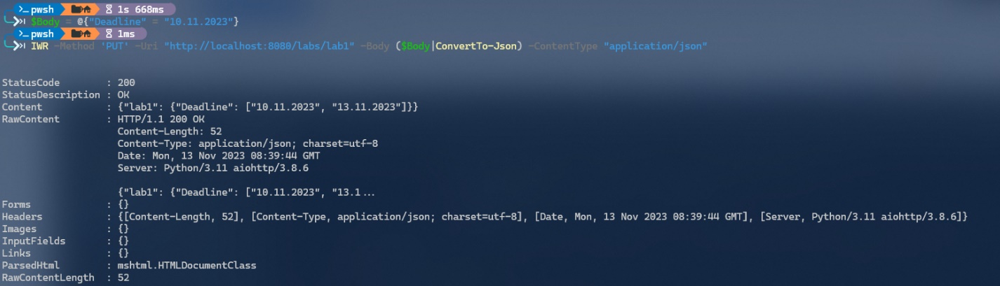 pwsh 1s 668ms
$Body = @{"Deadline" = "10.11.2023"}
pwsh 1ms
IWR -Method 'PUT' -Uri "http://localhost:8080/labs/lab1" -Body ($Body|ConvertTo-Json) -ContentType "application/json"
StatusCode : 200
StatusDescription : OK
Content : {"lab1": {"Deadline": ["10.11.2023", "13.11.2023"]}}
RawContent : HTTP/1.1 200 OK
Content-Length: 52
Content-Type: application/json; charset=utf-8
Date: Mon, 13 Nov 2023 08:39:44 GMT
Server: Python/3.11 aiohttp/3.8.6
{"lab1": {"Deadline": ["10.11.2023", "13.1...
Forms : {}
Headers : {[Content-Length, 52], [Content-Type, application/json; charset=utf-8], [Date, Mon, 13 Nov 2023 08:39:44 GMT], [Server, Python/3.11 aiohttp/3.8.6]}
Images : {}
InputFields : {}
Links : {}
ParsedHtml : mshtml.HTMLDocumentClass
RawContentLength : 52